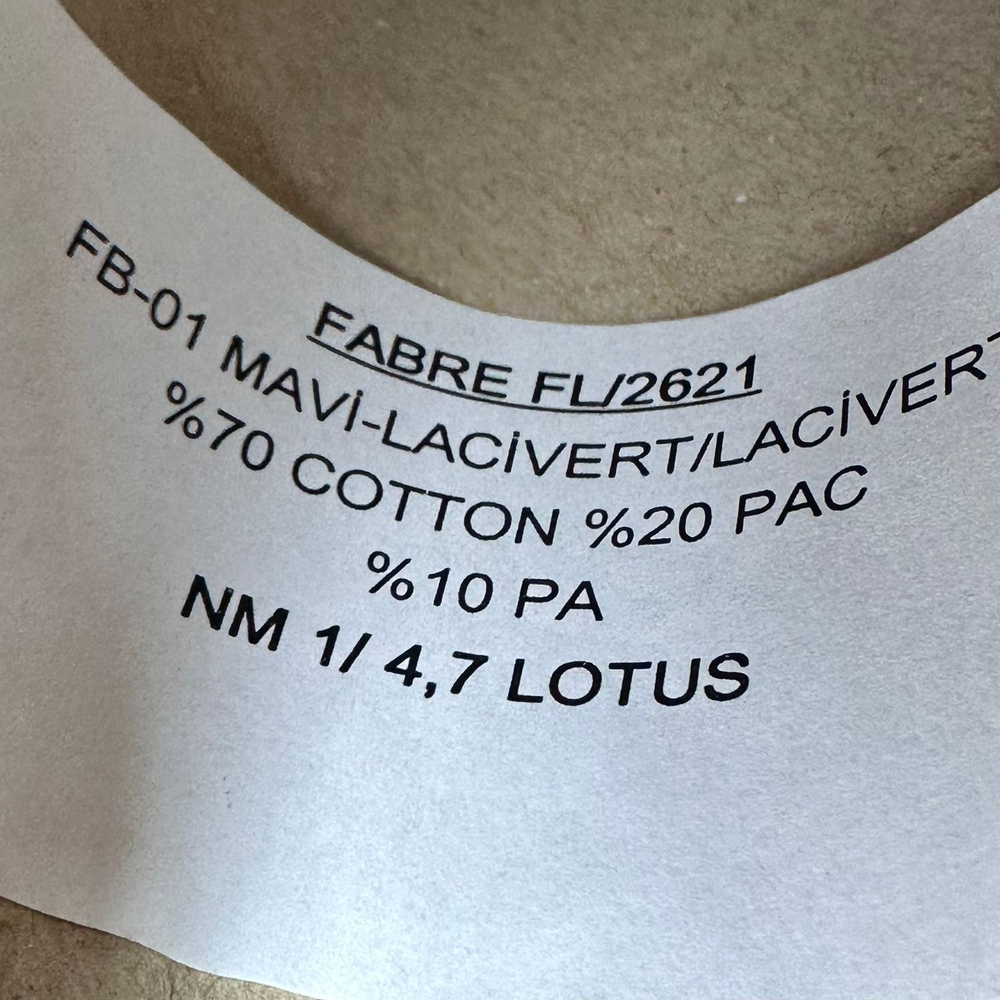 FABRE FL/2621
FB-01 MAVİ-LACİVERT/LACİVERT
%70 COTTON %20 PAC
%10 PA
NM 1/ 4,7 LOTUS